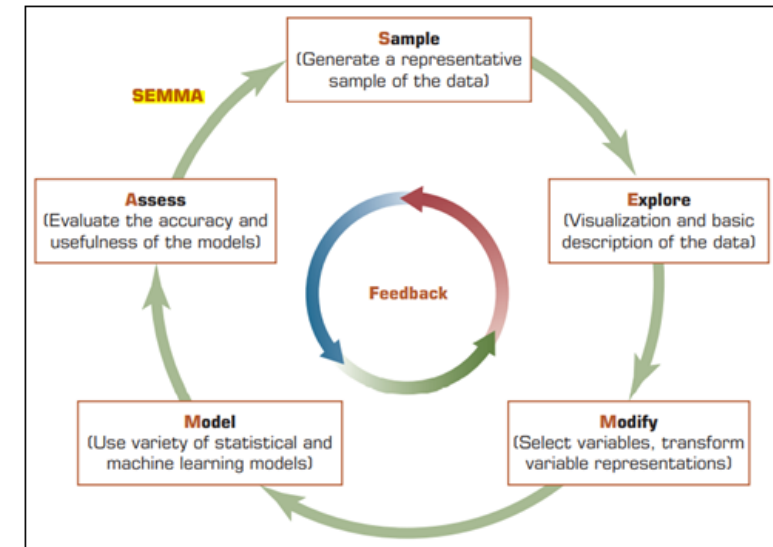 Sample
(Generate a representative
sample of the data)
SEMMA
Assess
(Evaluate the accuracy and
usefulness of the models)
Explore
(Visualization and basic
description of the data)
Feedback
Model
(Use variety of statistical and
machine learning models)
Modify
(Select variables, transform
variable representations)